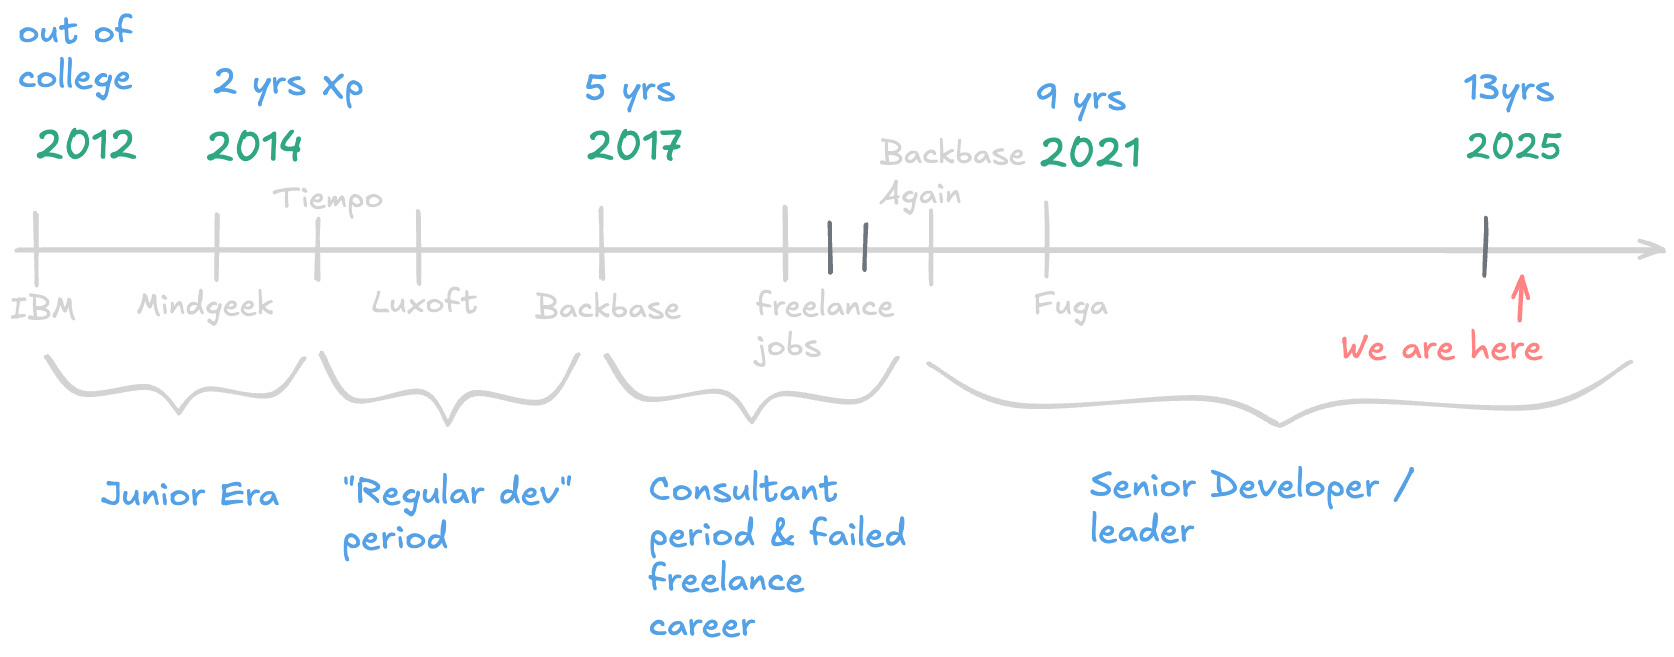 out of
college
2 yrs Xp
5 yrs
9 yrs
13yrs
2012
2014
2017
2021
2025
Tiempo
Backbase
Again
IBM
Mindgeek
Luxoft
Backbase
freelance
jobs
Fuga
We are here
Junior Era
"Regular dev"
period
Consultant
period & failed
freelance
career
Senior Developer /
leader